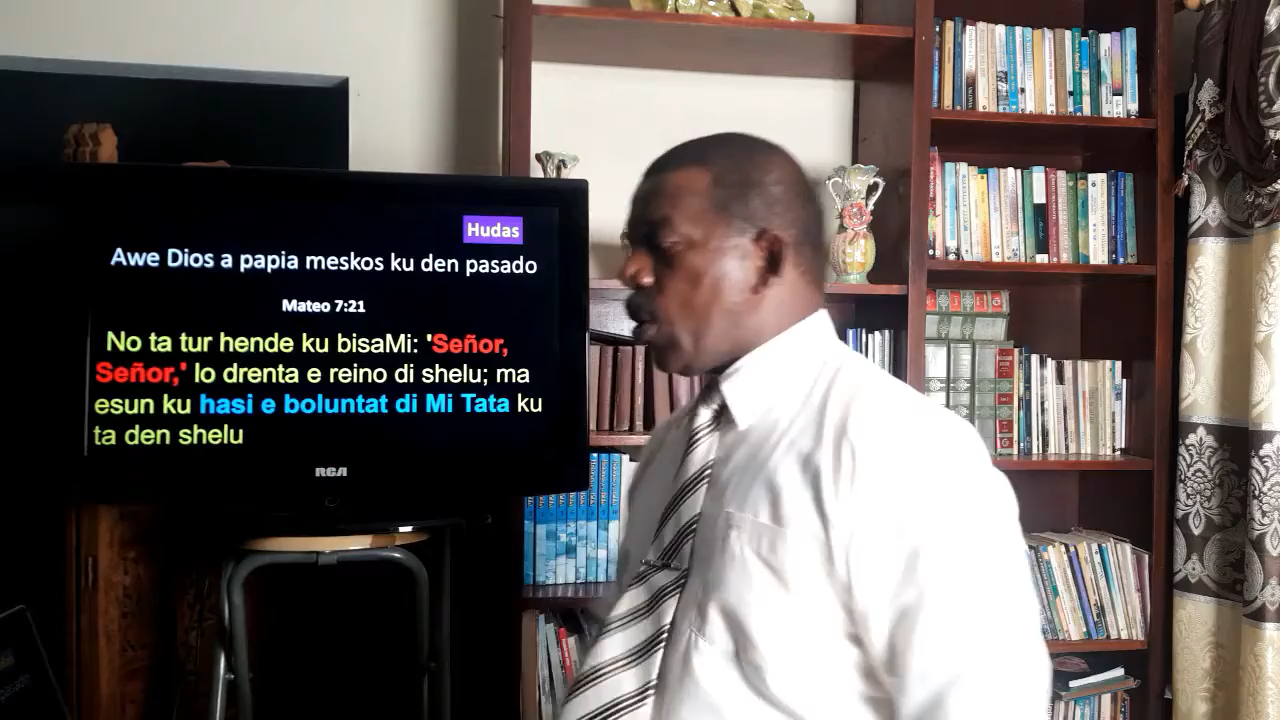 Hudas
Awe Dios a papia meskos ku den pasado
Mateo 7:21
No ta tur hende ku bisaMi: 'Señor,
Señor,' lo drenta e reino di shelu; ma
esun ku hasi e boluntat di Mi Tata ku
ta den shelu
RCA